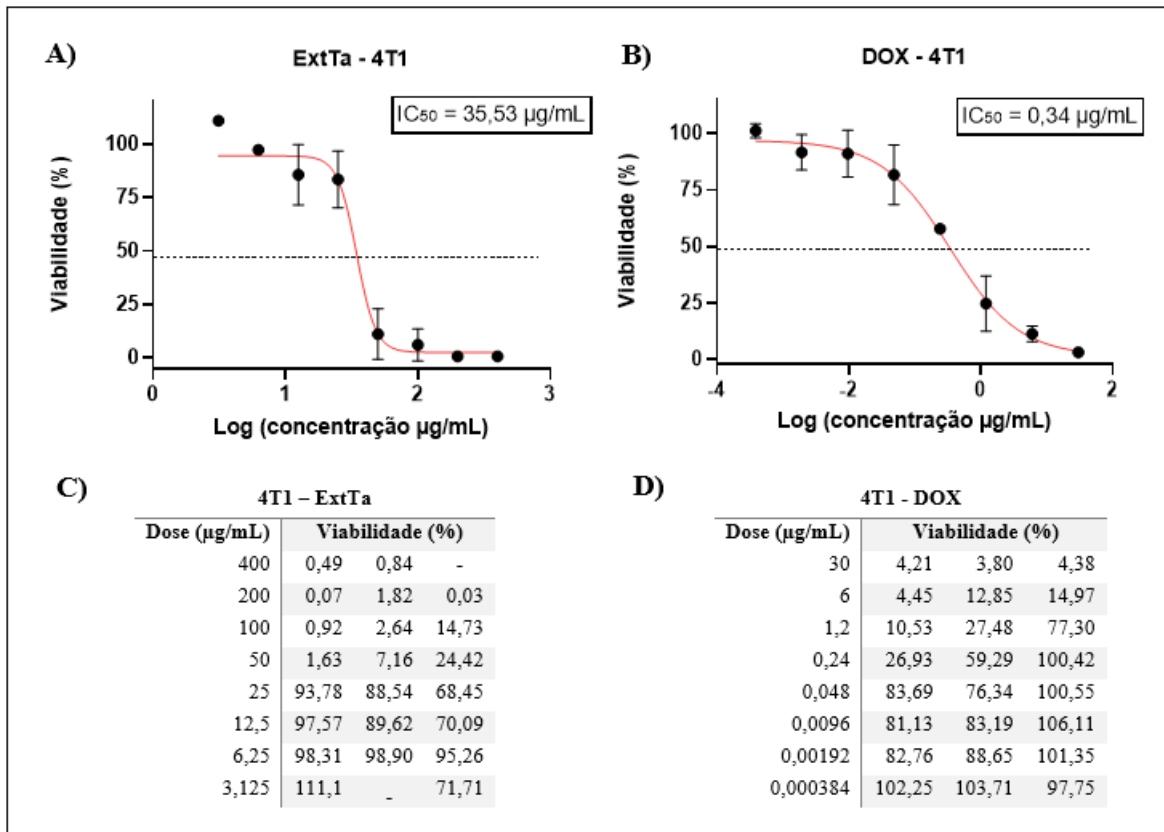 A)
ExtTa - 4T1
IC50 = 35,53 µg/mL
Viabilidade (%)
100
75
50
25
0
0 1 2 3
Log (concentração µg/mL)
B)
DOX - 4T1
IC50 = 0,34 µg/mL
Viabilidade (%)
100
75
50
25
0
-4 -2 0 2
Log (concentração µg/mL)
C)
4T1 – ExtTa
Dose (µg/mL) Viabilidade (%)
400 0,49 0,84 -
200 0,07 1,82 0,03
100 0,92 2,64 14,73
50 1,63 7,16 24,42
25 93,78 88,54 68,45
12,5 97,57 89,62 70,09
6,25 98,31 98,90 95,26
3,125 111,1 _ 71,71
D)
4T1 - DOX
Dose (µg/mL) Viabilidade (%)
30 4,21 3,80 4,38
6 4,45 12,85 14,97
1,2 10,53 27,48 77,30
0,24 26,93 59,29 100,42
0,048 83,69 76,34 100,55
0,0096 81,13 83,19 106,11
0,00192 82,76 88,65 101,35
0,000384 102,25 103,71 97,75